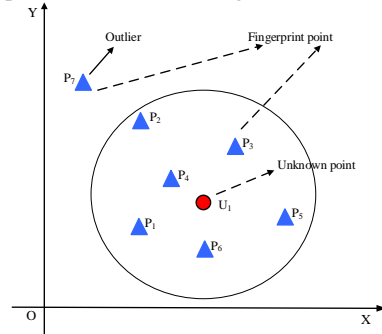 Y
Outlier
Fingerprint point
P7
P2
P3
Unknown point
P4
U1
P5
P1
P6
O
X